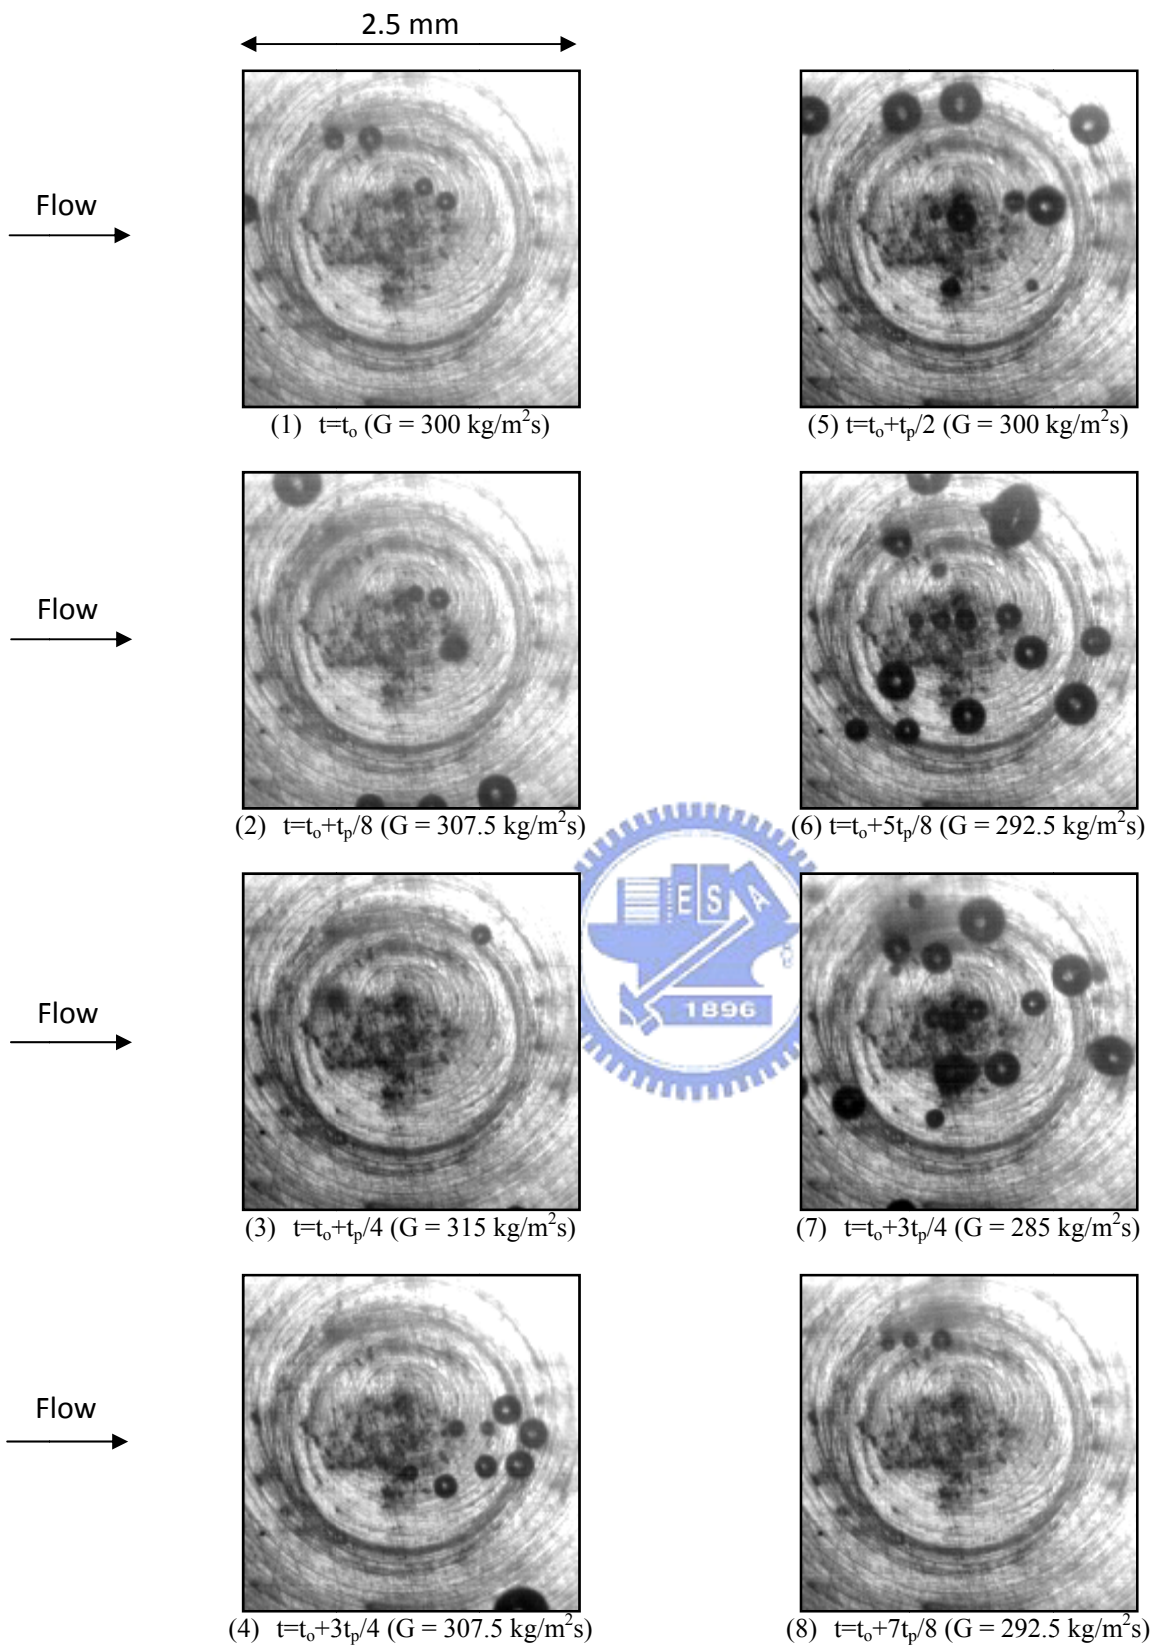 2.5 mm
Flow
(1) t=tₒ (G = 300 kg/m²s)
(5) t=tₒ+tₚ/2 (G = 300 kg/m²s)
Flow
(2) t=tₒ+tₚ/8 (G = 307.5 kg/m²s)
(6) t=tₒ+5tₚ/8 (G = 292.5 kg/m²s)
E S A
1896
Flow
(3) t=tₒ+tₚ/4 (G = 315 kg/m²s)
(7) t=tₒ+3tₚ/4 (G = 285 kg/m²s)
Flow
(4) t=tₒ+3tₚ/4 (G = 307.5 kg/m²s)
(8) t=tₒ+7tₚ/8 (G = 292.5 kg/m²s)